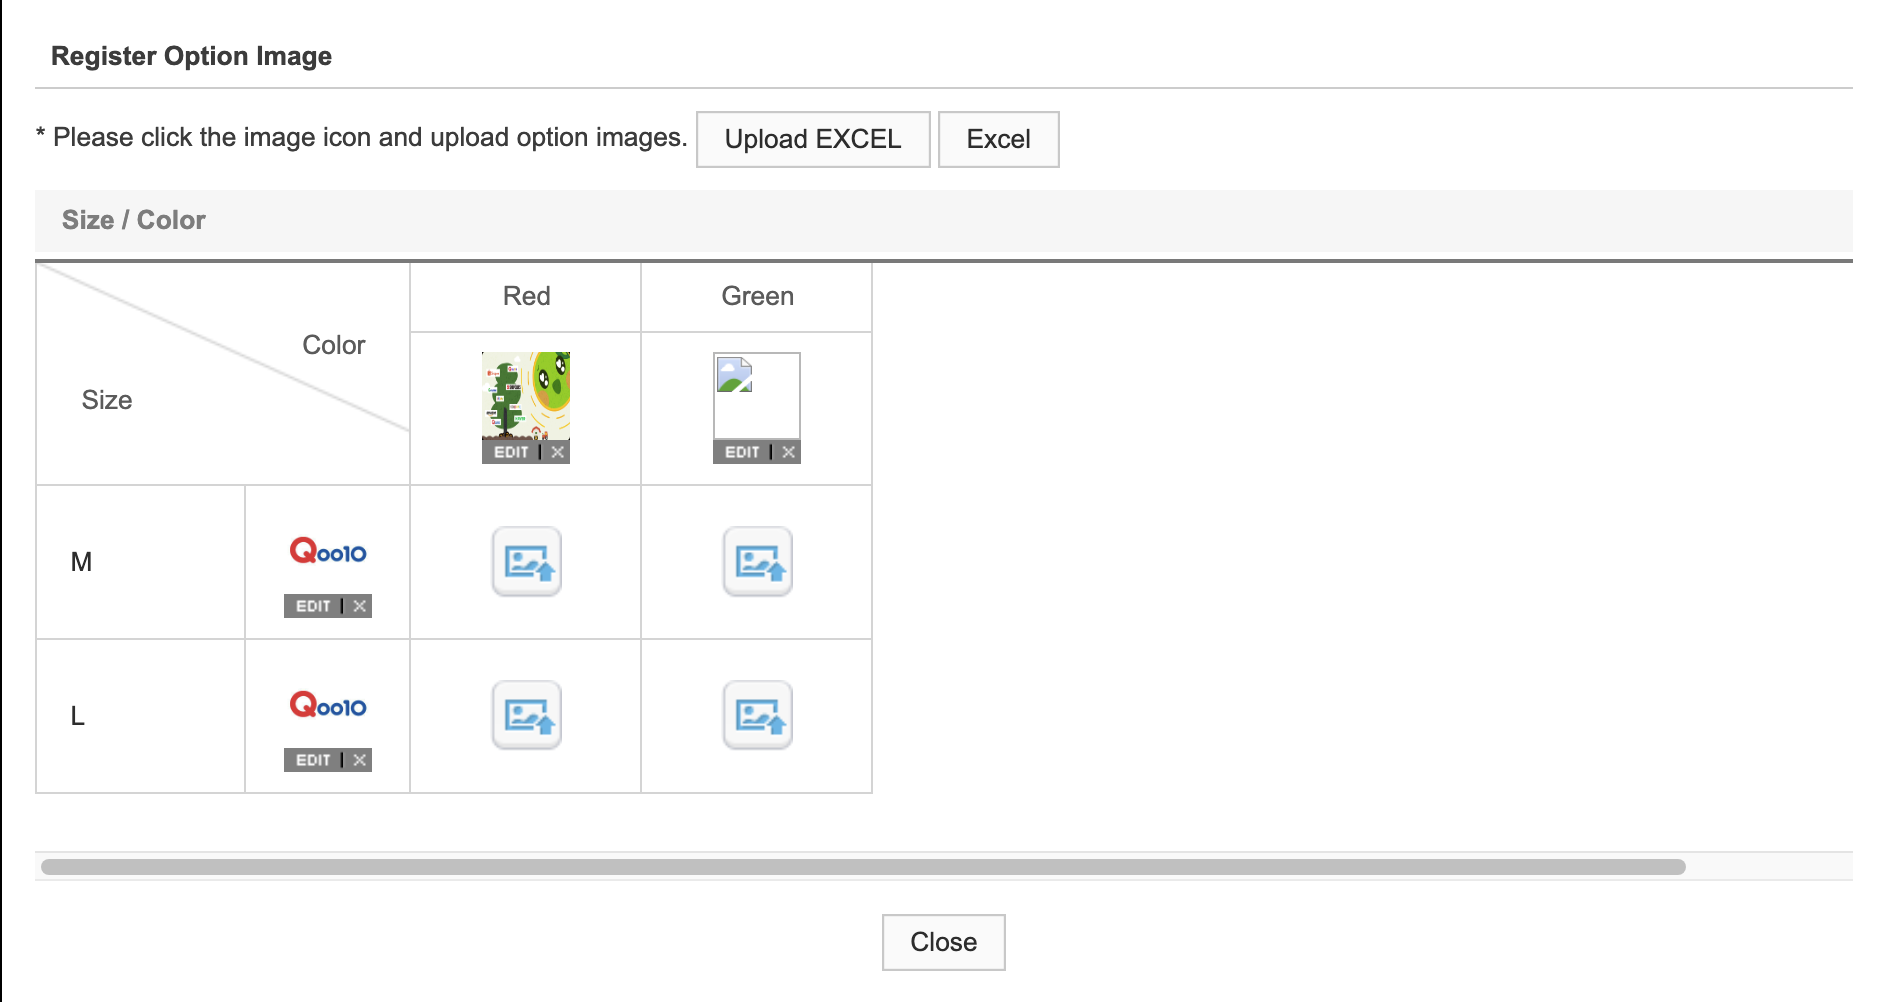 Register Option Image
* Please click the image icon and upload option images. Upload EXCEL Excel
Size / Color
Red Green
Color
Size
EDIT X EDIT X
M
Qoo10
EDIT X
L
Qoo10
EDIT X
Close